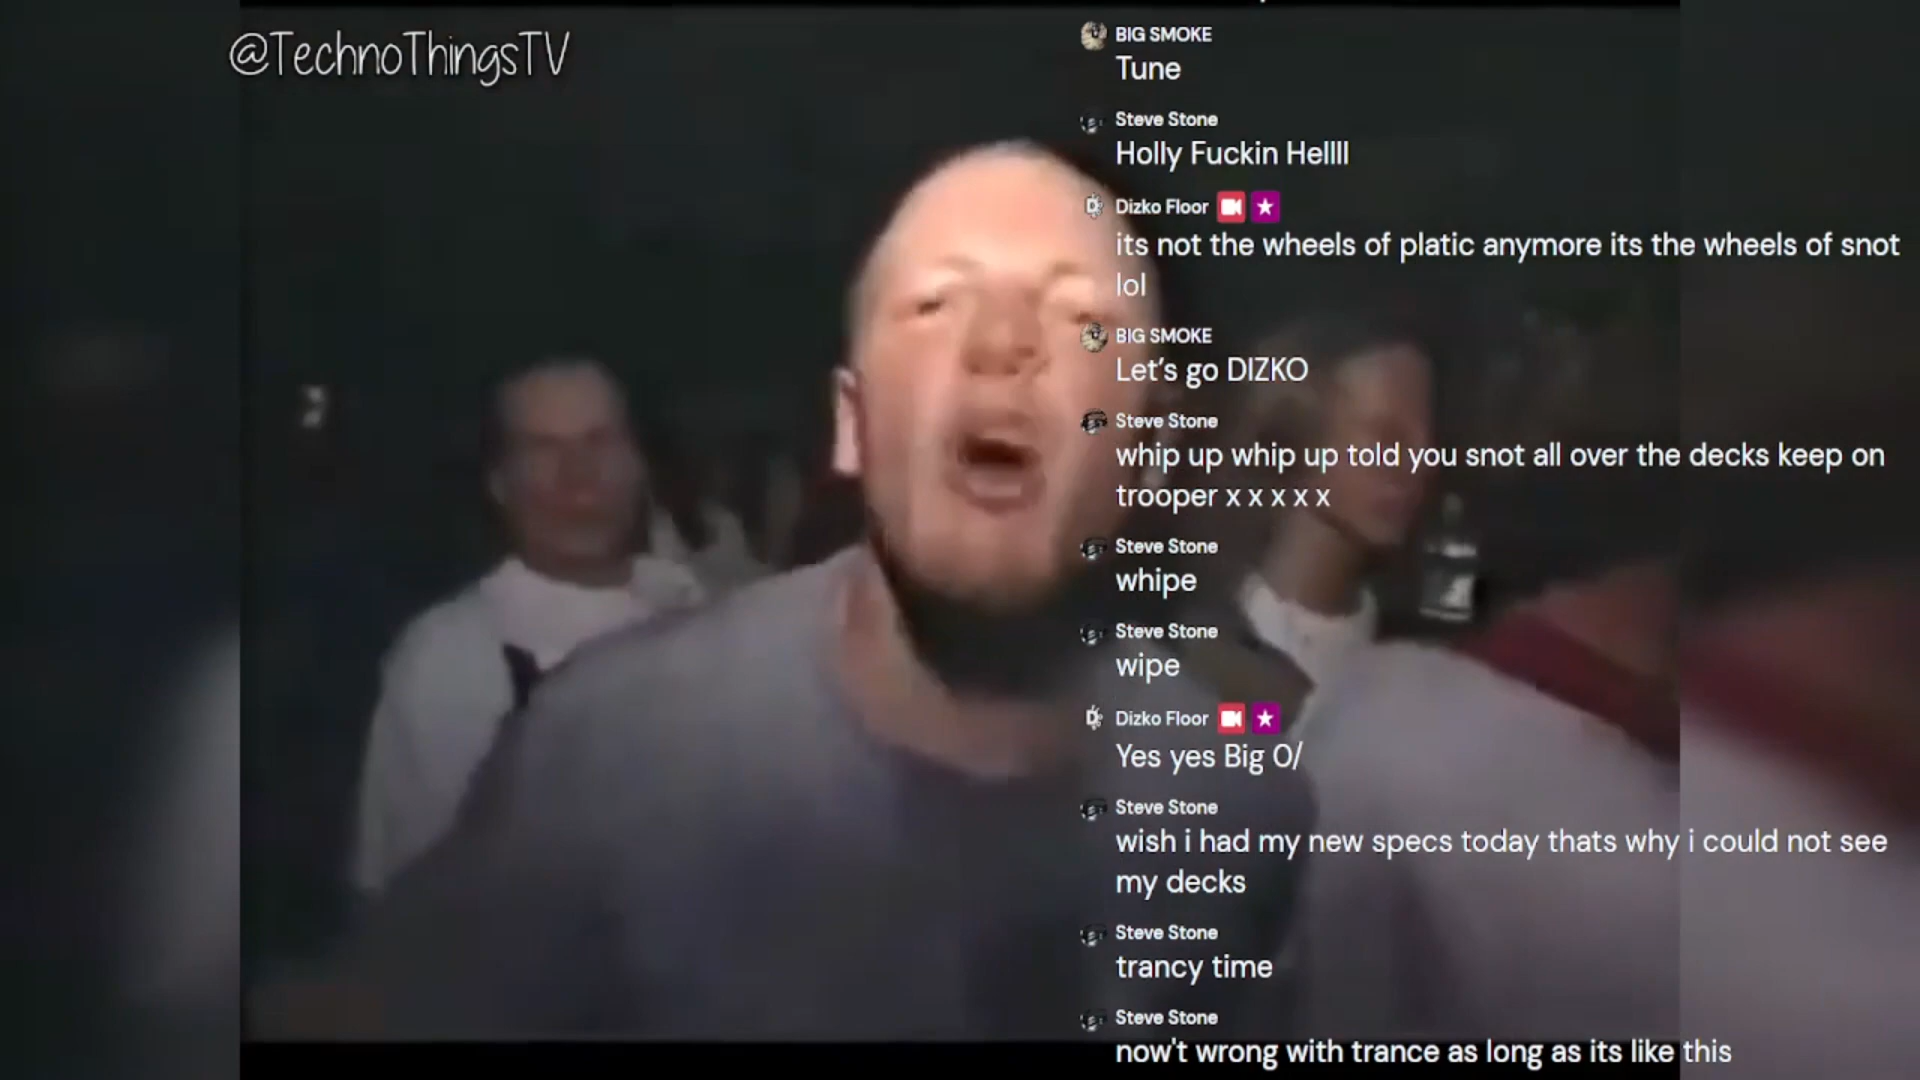 @TechnoThingsTV
BIG SMOKE
Tune
Steve Stone
Holly Fuckin Hellll
Dizko Floor
its not the wheels of platic anymore its the wheels of snot
lol
BIG SMOKE
Let's go DIZKO
Steve Stone
whip up whip up told you snot all over the decks keep on
trooper x x x x x
Steve Stone
whipe
Steve Stone
wipe
Dizko Floor
Yes yes Big O/
Steve Stone
wish i had my new specs today thats why i could not see
my decks
Steve Stone
trancy time
Steve Stone
now't wrong with trance as long as its like this